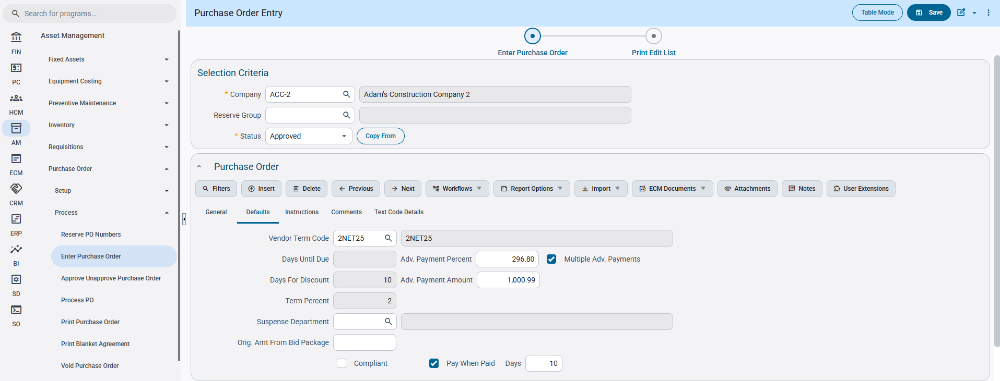 Search for programs...
FIN
PC
HCM
AM
ECM
CRM
ERP
BI
SD
SO
Asset Management
Fixed Assets
Equipment Costing
Preventive Maintenance
Inventory
Requisitions
Purchase Order
Setup
Process
Reserve PO Numbers
Enter Purchase Order
Approve Unapprove Purchase Order
Process PO
Print Purchase Order
Print Blanket Agreement
Void Purchase Order
Purchase Order Entry
Table Mode Save
Enter Purchase Order Print Edit List
Selection Criteria
* Company ACC-2 Adam's Construction Company 2
Reserve Group
* Status Approved Copy From
Purchase Order
Filters Insert Delete Previous Next Workflows Report Options Import ECM Documents Attachments Notes User Extensions
General Defaults Instructions Comments Text Code Details
Vendor Term Code 2NET25 2NET25
Days Until Due Adv. Payment Percent 296.80 Multiple Adv. Payments
Days For Discount 10 Adv. Payment Amount 1,000.99
Term Percent 2
Suspense Department
Orig. Amt From Bid Package
Compliant Pay When Paid Days 10